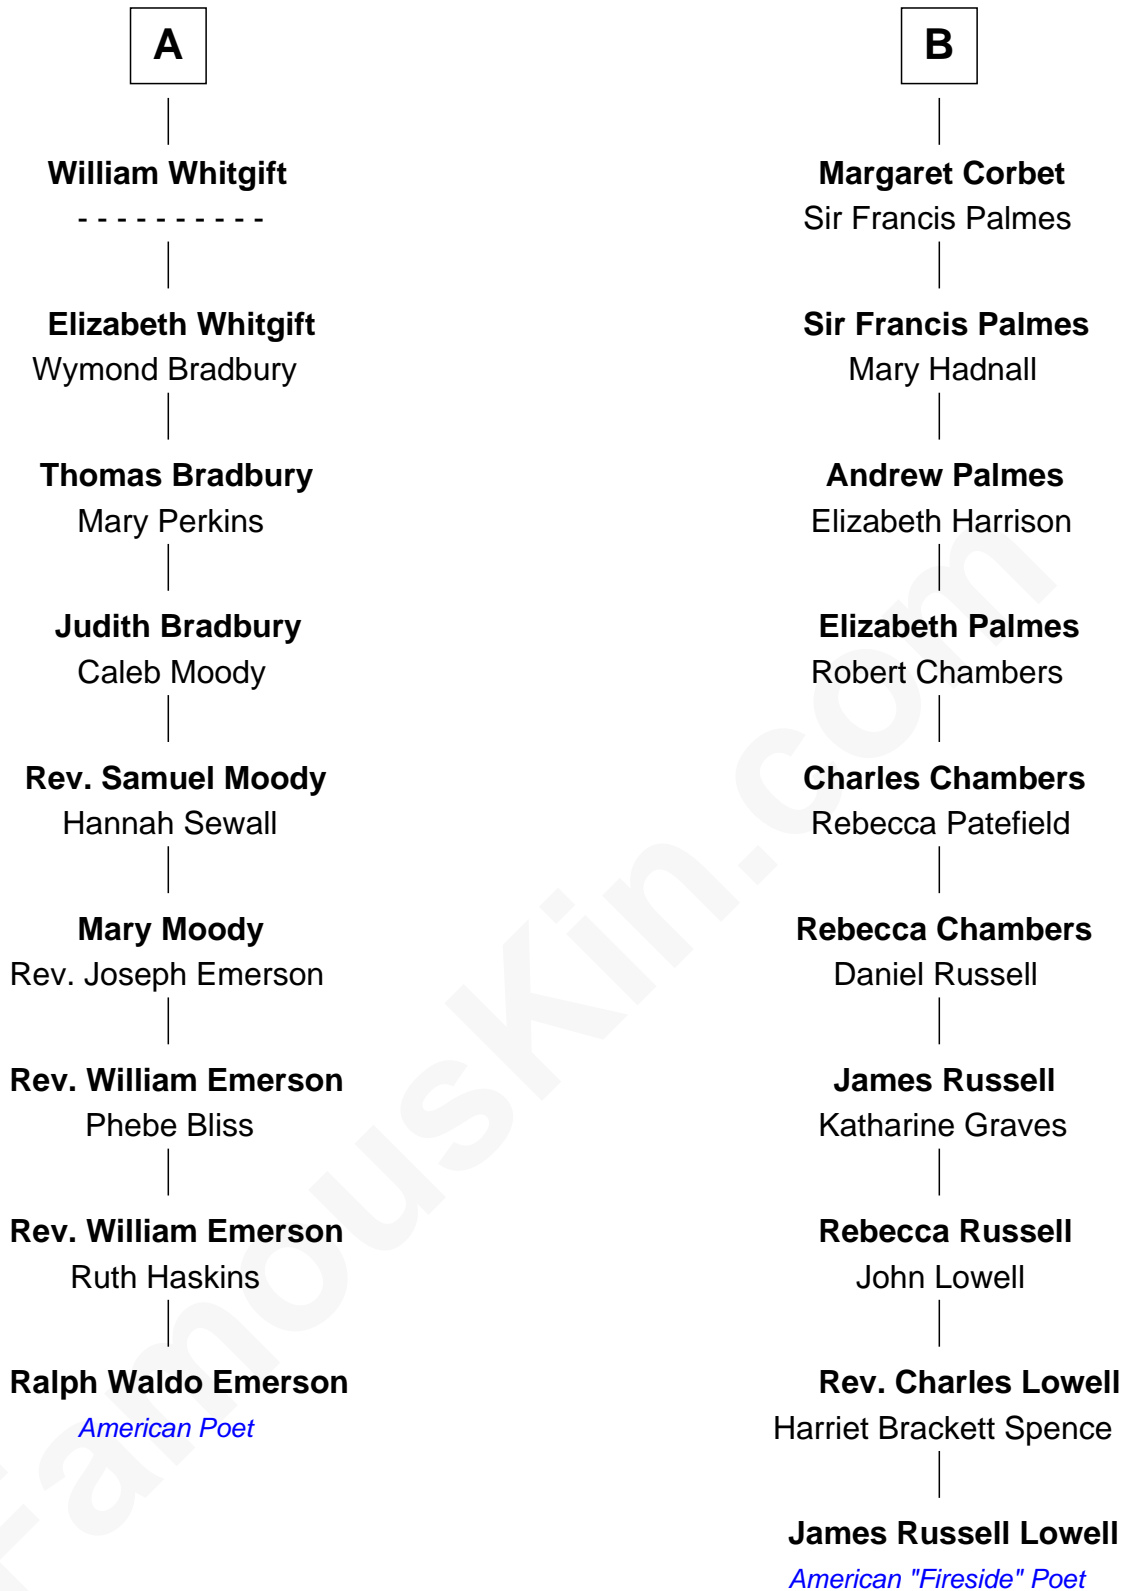 A
William Whitgift
- - - - - - - - - -
Elizabeth Whitgift
Wymond Bradbury
Thomas Bradbury
Mary Perkins
Judith Bradbury
Caleb Moody
Rev. Samuel Moody
Hannah Sewall
Mary Moody
Rev. Joseph Emerson
Rev. William Emerson
Phebe Bliss
Rev. William Emerson
Ruth Haskins
Ralph Waldo Emerson
American Poet
B
Margaret Corbet
Sir Francis Palmes
Sir Francis Palmes
Mary Hadnall
Andrew Palmes
Elizabeth Harrison
Elizabeth Palmes
Robert Chambers
Charles Chambers
Rebecca Patefield
Rebecca Chambers
Daniel Russell
James Russell
Katharine Graves
Rebecca Russell
John Lowell
Rev. Charles Lowell
Harriet Brackett Spence
James Russell Lowell
American "Fireside" Poet
FamousKin.com